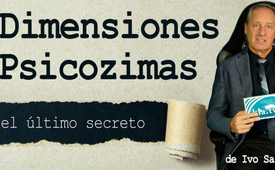 Dimensiones
Psicozimas
el último secreto
de Ivo Sa